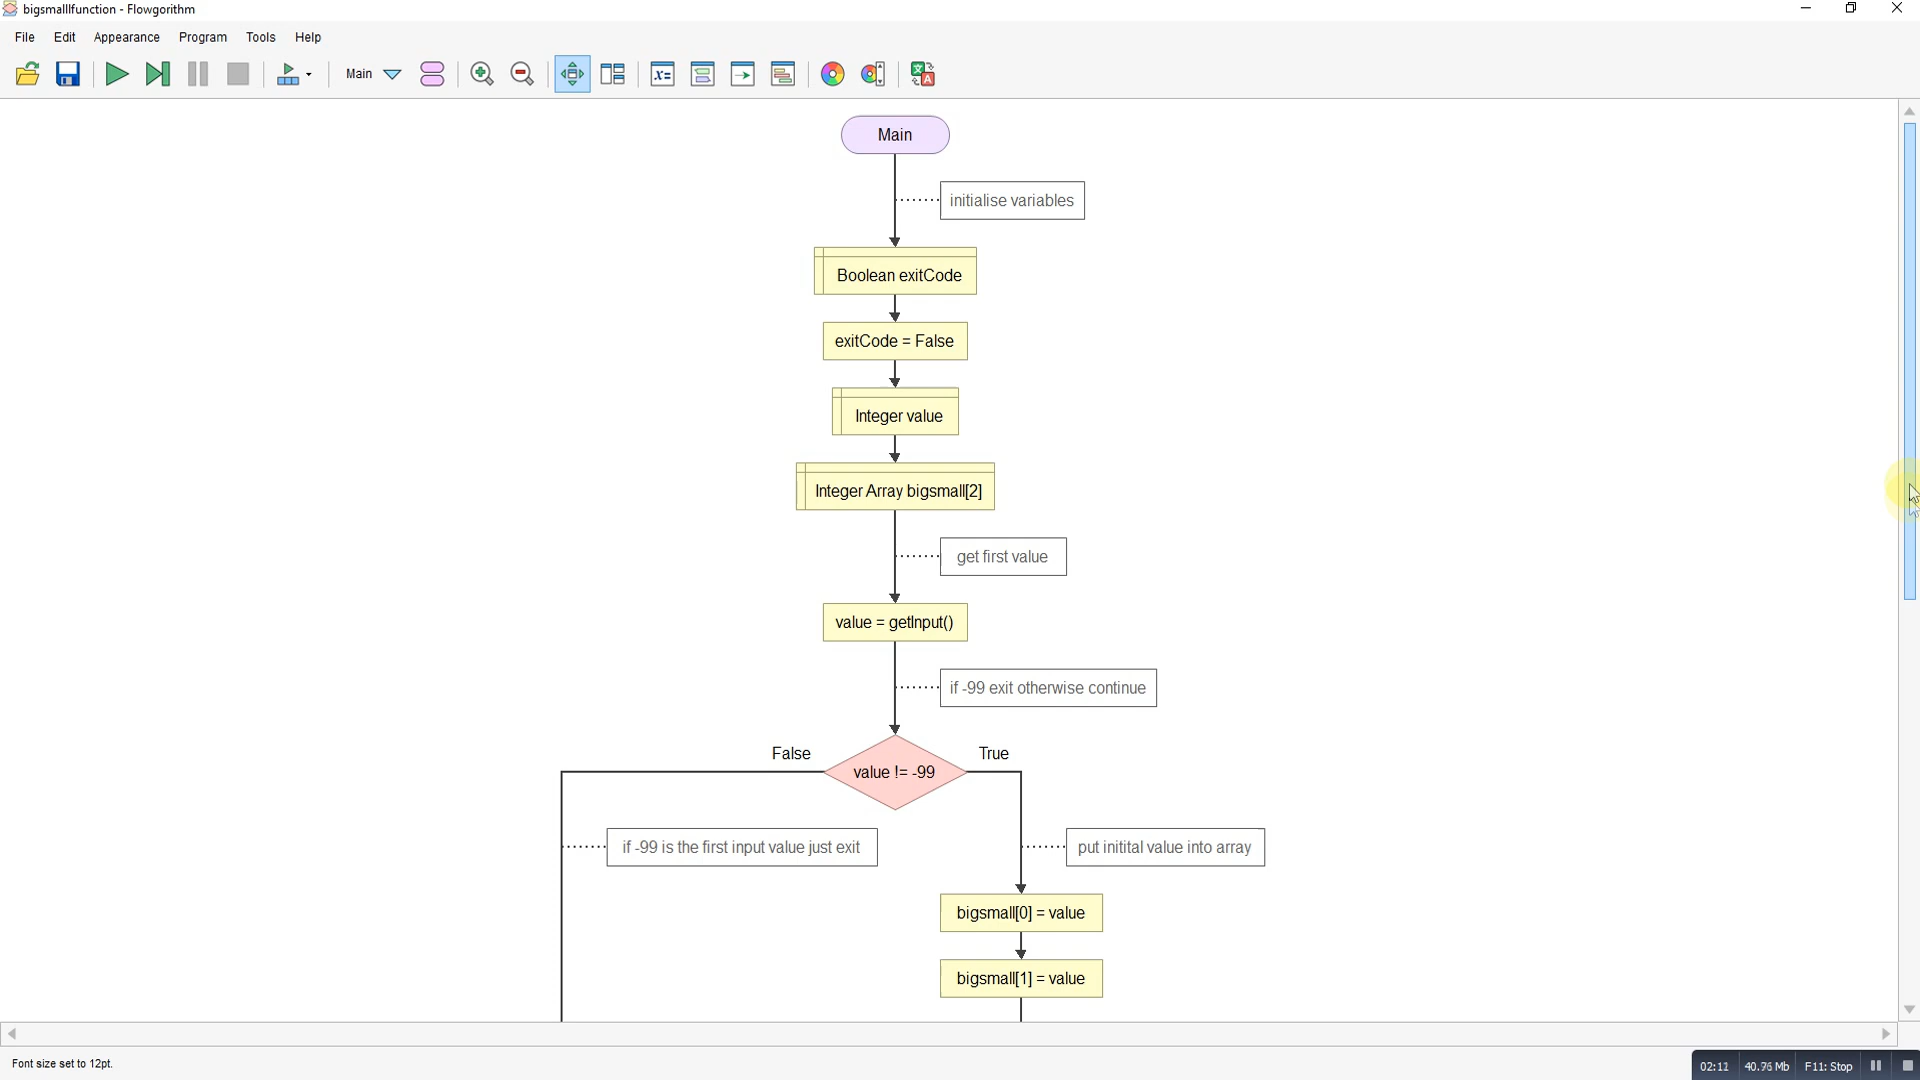 bigsmalllfunction - Flowgorithm
File Edit Appearance Program Tools Help
Main
Main
initialise variables
Boolean exitCode
exitCode = False
Integer value
Integer Array bigsmall[2]
get first value
value = getInput()
if -99 exit otherwise continue
False
True
value != -99
if -99 is the first input value just exit
put initital value into array
bigsmall[0] = value
bigsmall[1] = value
Font size set to 12pt.
02:11 40.76 Mb F11: Stop